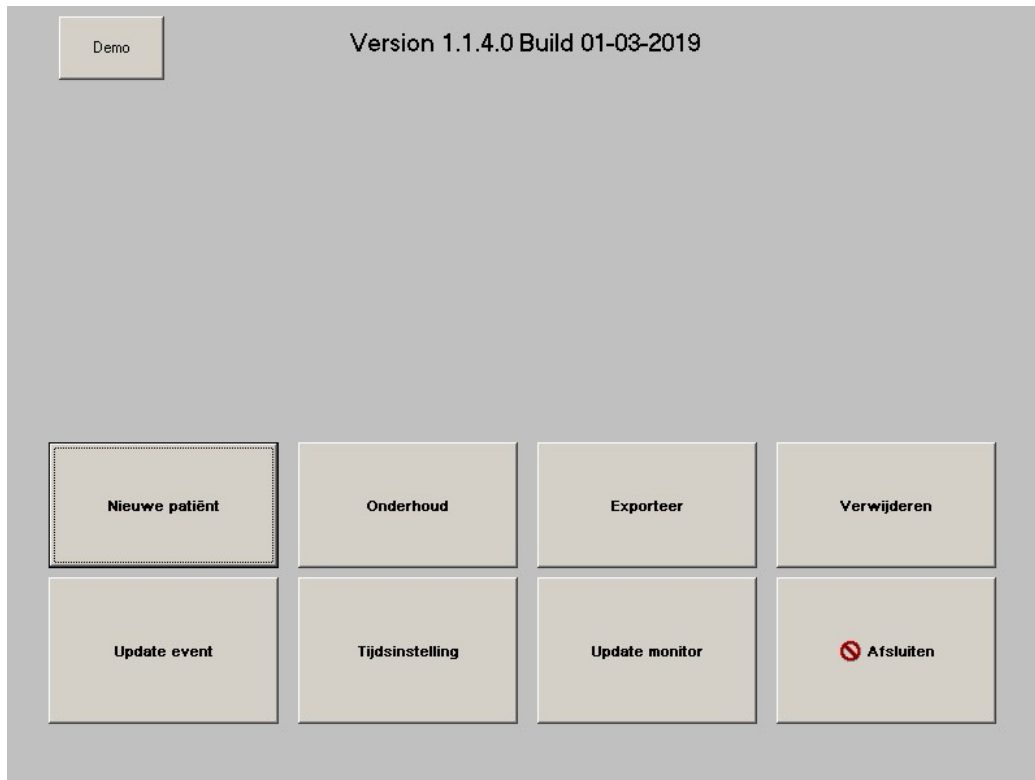 Demo
Version 1.1.4.0 Build 01-03-2019
Nieuwe patiënt
Onderhoud
Exporteer
Verwijderen
Update event
Tijdsinstelling
Update monitor
Afsluiten